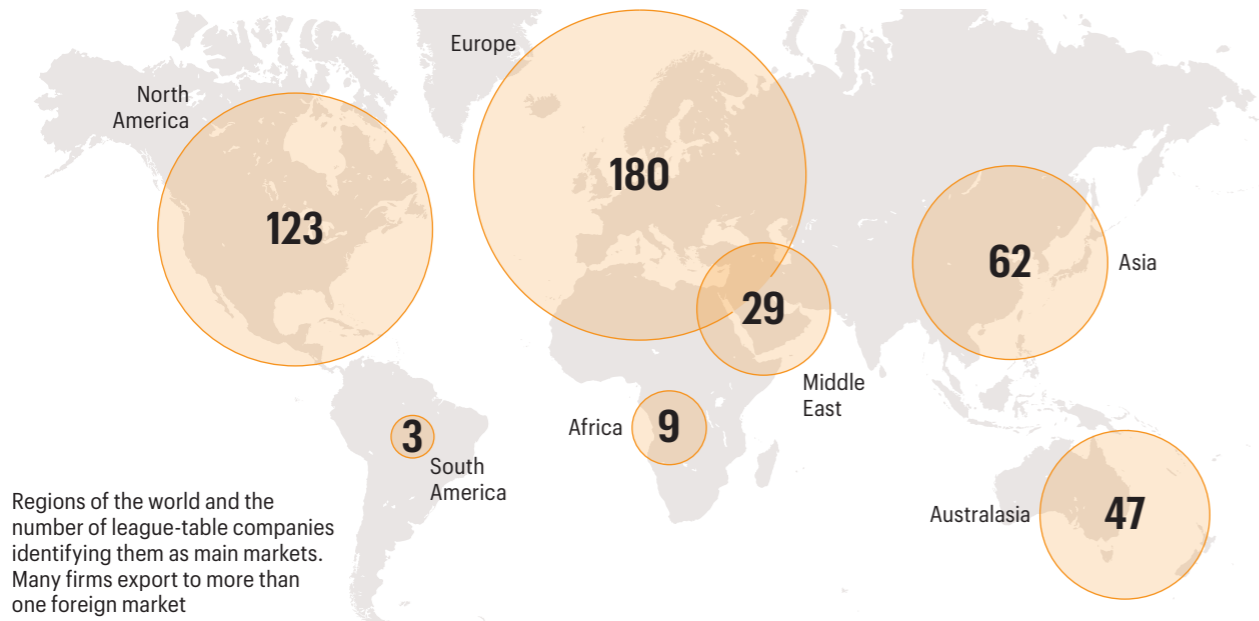 Europe
North
America
180
123
62
Asia
29
Middle
East
Africa
9
3
South
America
Australasia
47
Regions of the world and the
number of league-table companies
identifying them as main markets.
Many firms export to more than
one foreign market